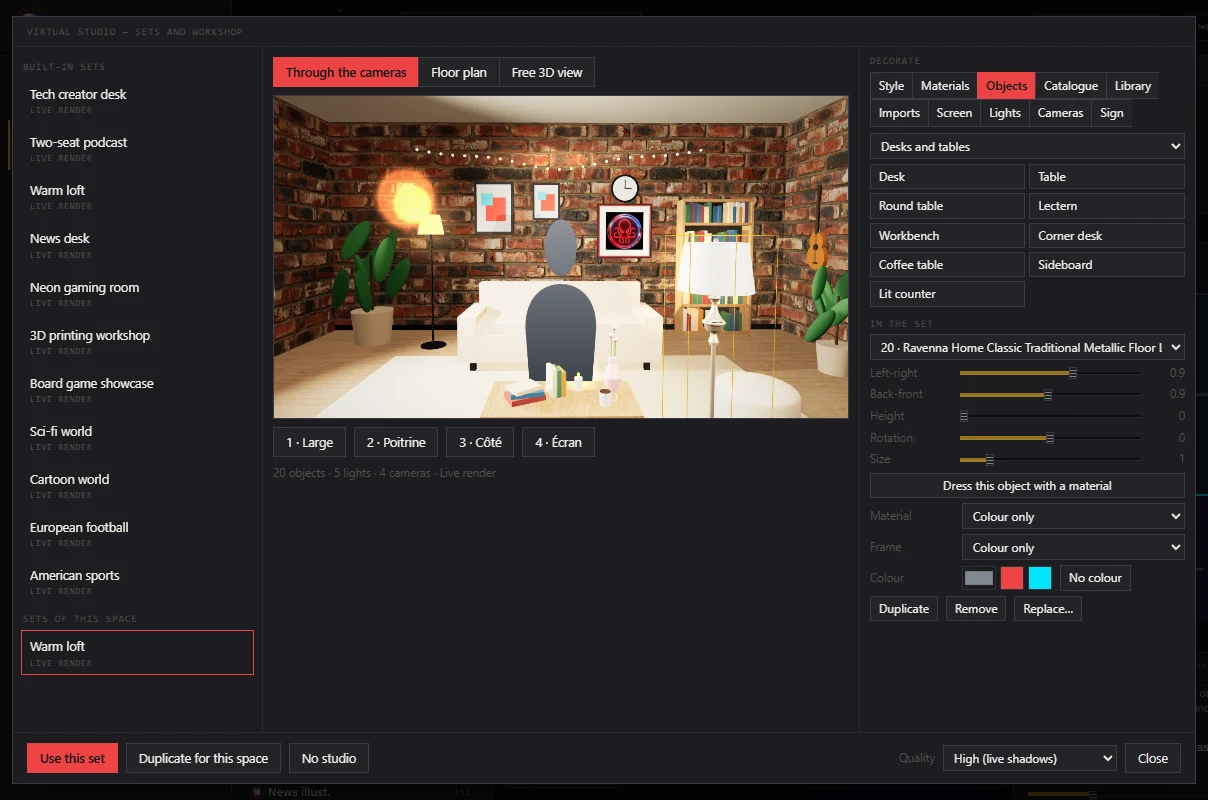 VIRTUAL STUDIO — SETS AND WORKSHOP
BUILT-IN SETS
Tech creator desk
LIVE RENDER
Two-seat podcast
LIVE RENDER
Warm loft
LIVE RENDER
News desk
LIVE RENDER
Neon gaming room
LIVE RENDER
3D printing workshop
LIVE RENDER
Board game showcase
LIVE RENDER
Sci-fi world
LIVE RENDER
Cartoon world
LIVE RENDER
European football
LIVE RENDER
American sports
LIVE RENDER
SETS OF THIS SPACE
Warm loft
LIVE RENDER
Through the cameras
Floor plan
Free 3D view
1 · Large
2 · Poitrine
3 · Côté
4 · Écran
20 objects · 5 lights · 4 cameras · Live render
DECORATE
Style
Materials
Objects
Catalogue
Library
Imports
Screen
Lights
Cameras
Sign
Desks and tables
Desk
Table
Round table
Lectern
Workbench
Corner desk
Coffee table
Sideboard
Lit counter
IN THE SET
20 · Ravenna Home Classic Traditional Metallic Floor
Left-right 0.9
Back-front 0.9
Height 0
Rotation 0
Size 1
Dress this object with a material
Material Colour only
Frame Colour only
Colour No colour
Duplicate
Remove
Replace...
Use this set
Duplicate for this space
No studio
Quality High (live shadows)
Close
News illust.